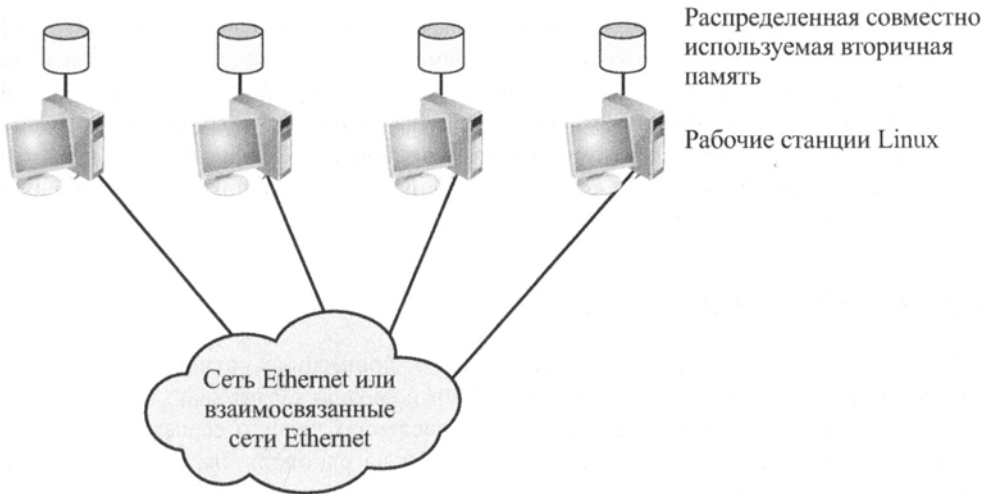 Распределенная совместно
используемая вторичная
память
Рабочие станции Linux
Сеть Ethernet или
взаимосвязанные
сети Ethernet